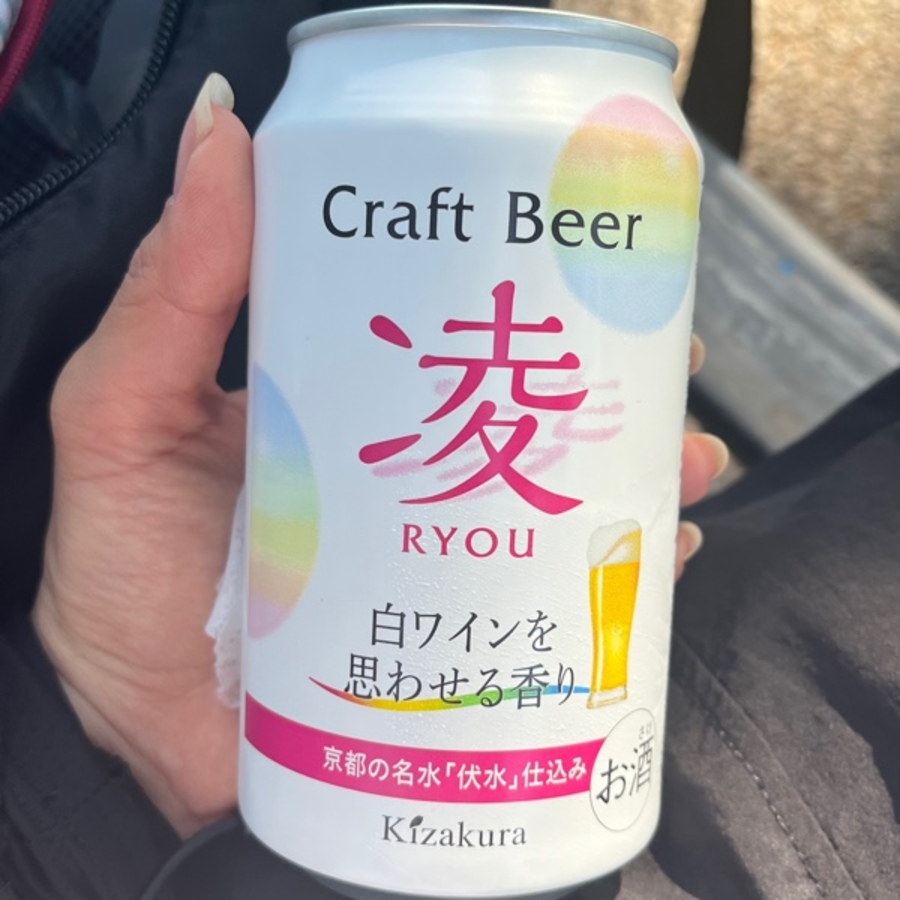 Craft Beer
凌
RYOU
白ワインを
思わせる香り
京都の名水「伏水」仕込み
お酒
Kizakura